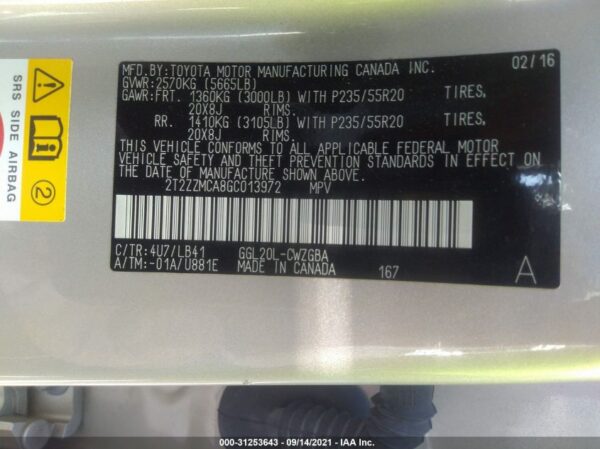 MFD.BY:TOYOTA MOTOR MANUFACTURING CANADA INC. 02/16
GVWR:2570KG (5665LB)
GAWR:FRT. 1360KG (3000LB) WITH P235/55R20 TIRES,
20X8J RIMS.
RR. 1410KG (3105LB) WITH P235/55R20 TIRES,
20X8J RIMS.
THIS VEHICLE CONFORMS TO ALL APPLICABLE FEDERAL MOTOR
VEHICLE SAFETY AND THEFT PREVENTION STANDARDS IN EFFECT ON
THE DATE OF MANUFACTURE SHOWN ABOVE.
2T2ZZMCA8GC013972 MPV
C/TR:4U7/LB41 GGL20L-CWZGBA
A/TM:-01A/U881E MADE IN CANADA 167 A
SRS SIDE AIRBAG
2
000-31253643 - 09/14/2021 - IAA Inc.